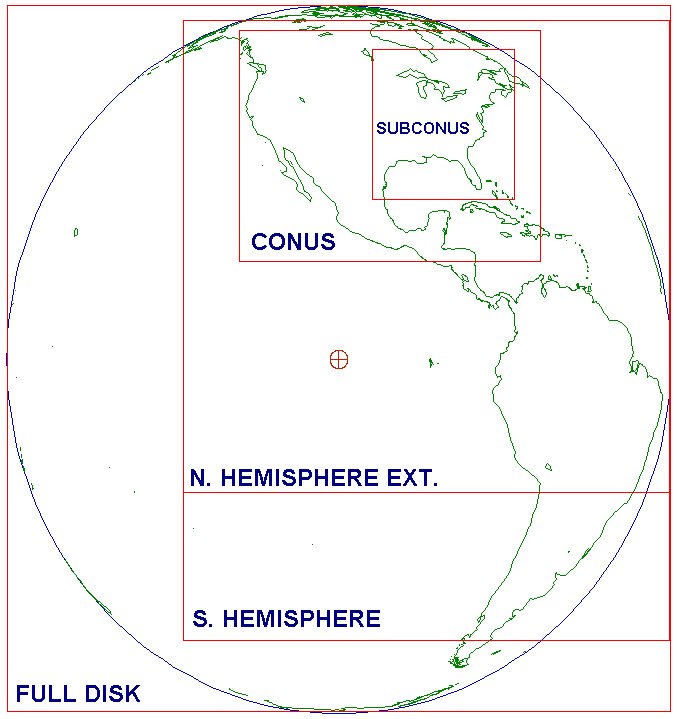 SUBCONUS
CONUS
N. HEMISPHERE EXT.
S. HEMISPHERE
FULL DISK